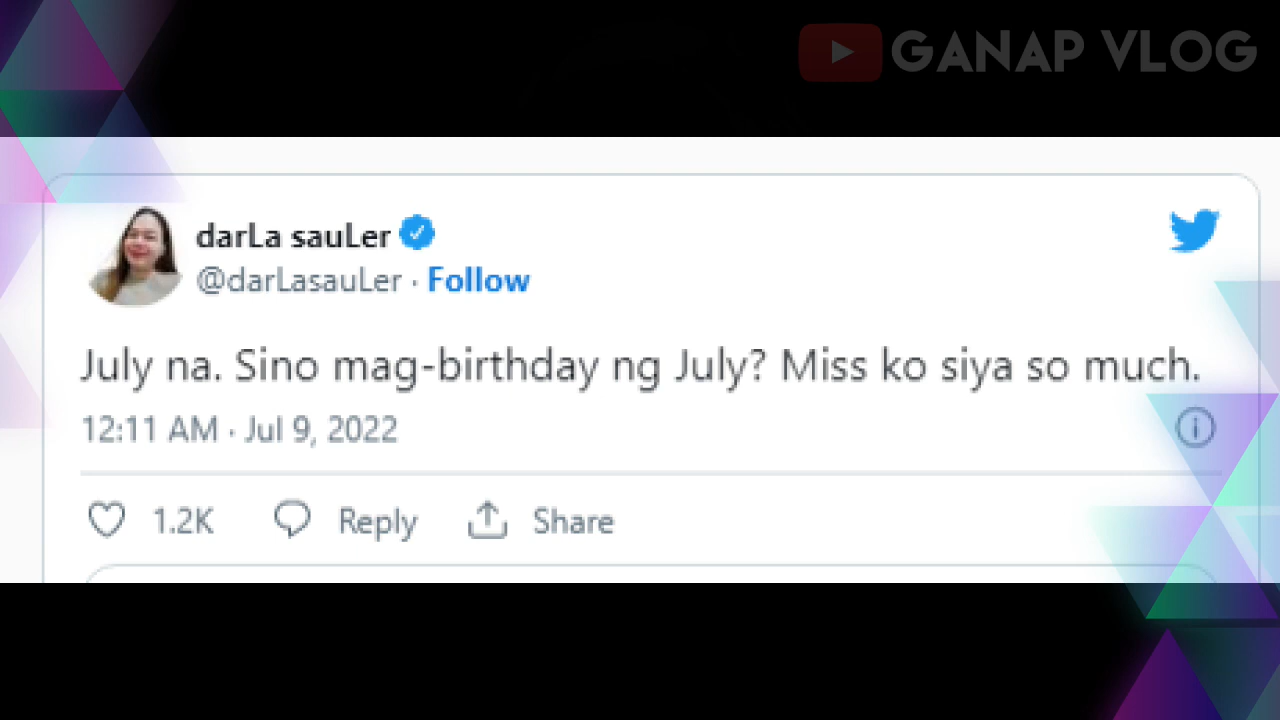 GANAP VLOG
darLa sauLer
@darLasauLer · Follow
July na. Sino mag-birthday ng July? Miss ko siya so much.
12:11 AM · Jul 9, 2022
1.2K Reply Share